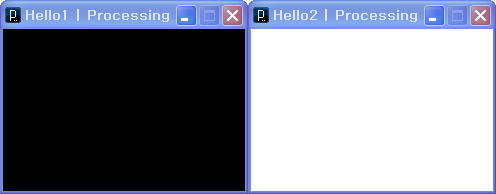 Hello1 | Processing
Hello2 | Processing